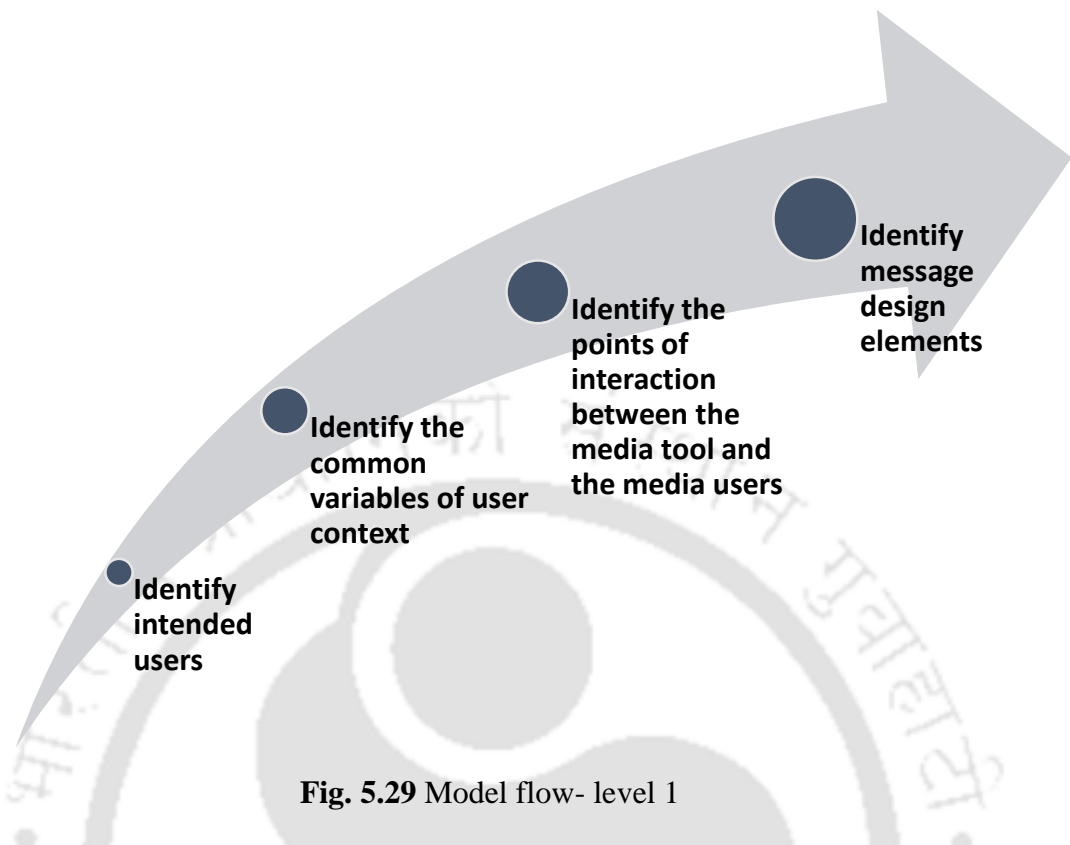 Identify
message
design
elements
Identify the
points of
interaction
between the
media tool and
the media users
Identify the
common
variables of user
context
Identify
intended
users
Fig. 5.29 Model flow- level 1